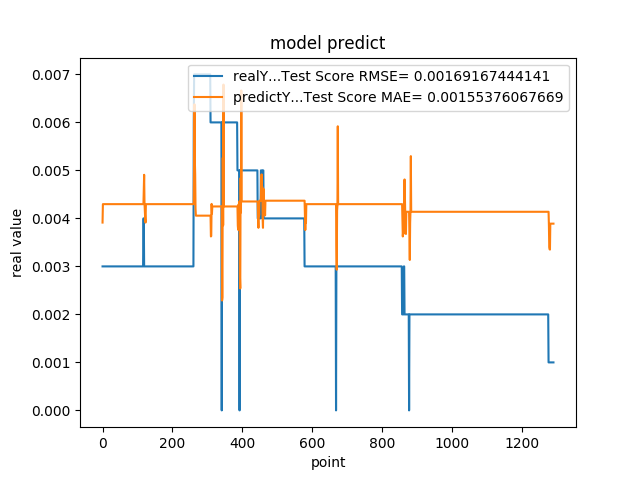 model predict
realY...Test Score RMSE= 0.00169167444141
predictY...Test Score MAE= 0.00155376067669
0.007
0.006
0.005
0.004
0.003
0.002
0.001
0.000
real value
0 200 400 600 800 1000 1200
point